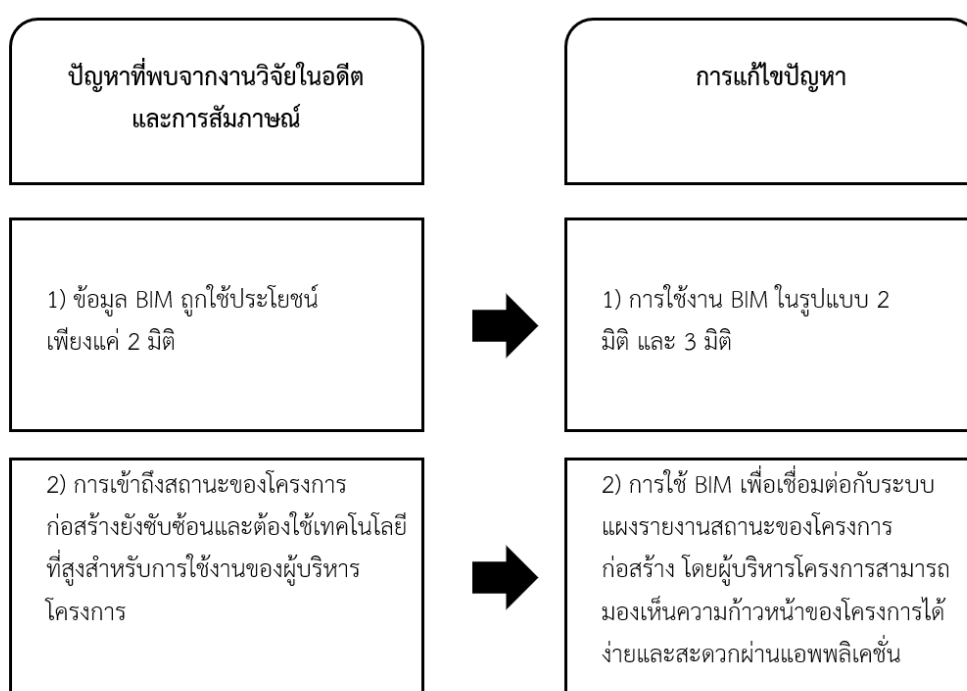 ปัญหาที่พบจากงานวิจัยในอดีต
และการสัมภาษณ์
การแก้ไขปัญหา
1) ข้อมูล BIM ถูกใช้ประโยชน์
เพียงแค่ 2 มิติ
1) การใช้งาน BIM ในรูปแบบ 2
มิติ และ 3 มิติ
2) การเข้าถึงสถานะของโครงการ
ก่อสร้างยังซับซ้อนและต้องใช้เทคโนโลยี
ที่สูงสำหรับการใช้งานของผู้บริหาร
โครงการ
2) การใช้ BIM เพื่อเชื่อมต่อกับระบบ
แผงรายงานสถานะของโครงการ
ก่อสร้าง โดยผู้บริหารโครงการสามารถ
มองเห็นความก้าวหน้าของโครงการได้
ง่ายและสะดวกผ่านแอพพลิเคชั่น